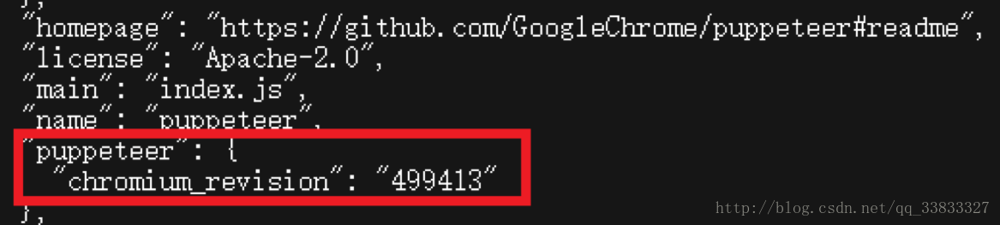 },
"homepage": "https://github.com/GoogleChrome/puppeteer#readme",
"license": "Apache-2.0",
"main": "index.js",
"name": "puppeteer",
"puppeteer": {
"chromium_revision": "499413"
},
http://blog.csdn.net/qq_33833327